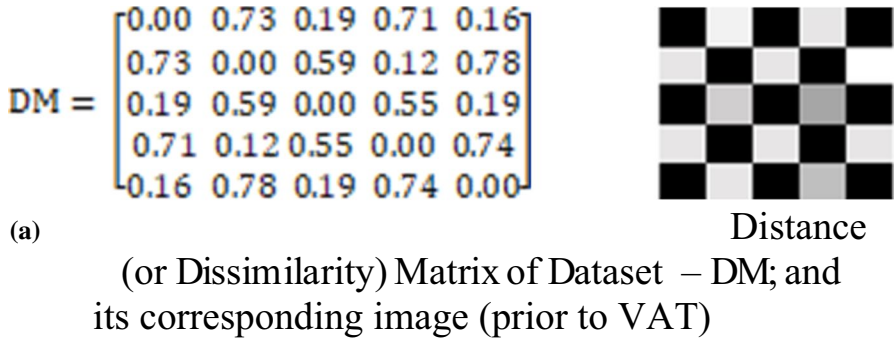 0.00 0.73 0.19 0.71 0.16
0.73 0.00 0.59 0.12 0.78
DM = 0.19 0.59 0.00 0.55 0.19
0.71 0.12 0.55 0.00 0.74
0.16 0.78 0.19 0.74 0.00
(a) Distance
(or Dissimilarity) Matrix of Dataset – DM; and
its corresponding image (prior to VAT)